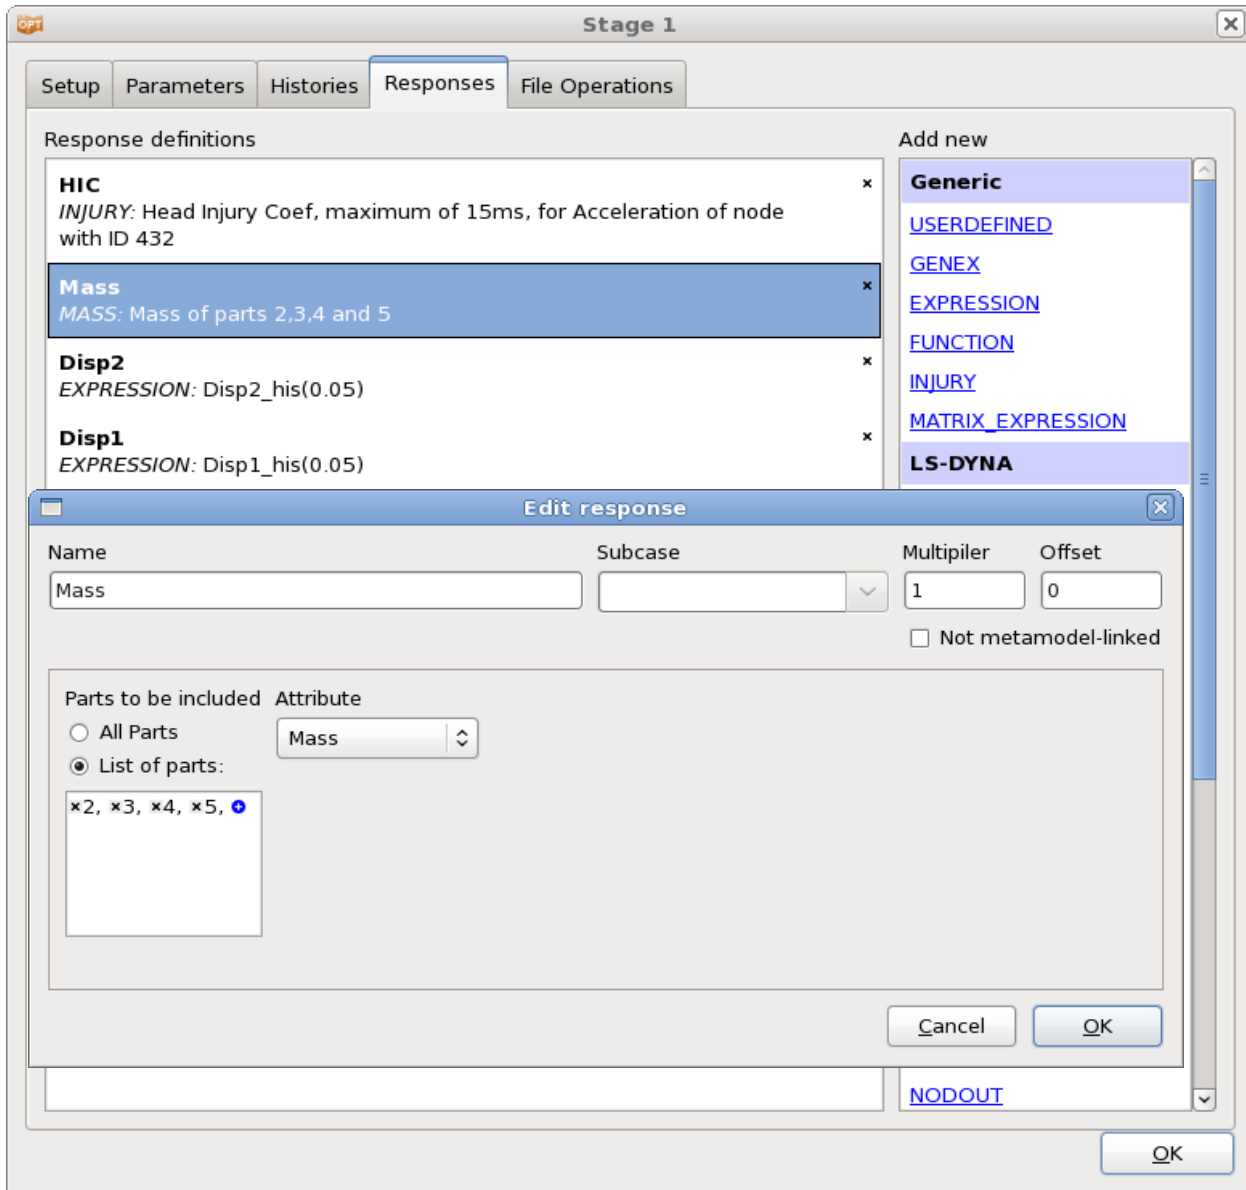 OPT
Stage 1
Setup
Parameters
Histories
Responses
File Operations
Response definitions
HIC
INJURY: Head Injury Coef, maximum of 15ms, for Acceleration of node
with ID 432
Mass
MASS: Mass of parts 2,3,4 and 5
Disp2
EXPRESSION: Disp2_his(0.05)
Disp1
EXPRESSION: Disp1_his(0.05)
Add new
Generic
USERDEFINED
GENEX
EXPRESSION
FUNCTION
INJURY
MATRIX_EXPRESSION
LS-DYNA
Edit response
Name
Subcase
Multipiler
Offset
Mass
1
0
Not metamodel-linked
Parts to be included
Attribute
All Parts
Mass
List of parts:
×2, ×3, ×4, ×5,
Cancel
OK
NODOUT
OK